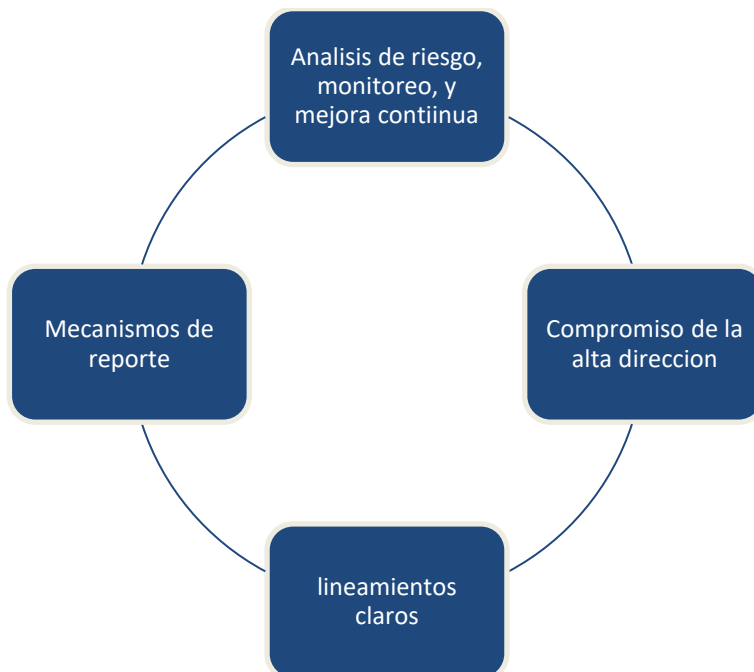 Analisis de riesgo,
monitoreo, y
mejora contiinua
Mecanismos de
reporte
Compromiso de la
alta direccion
lineamientos
claros